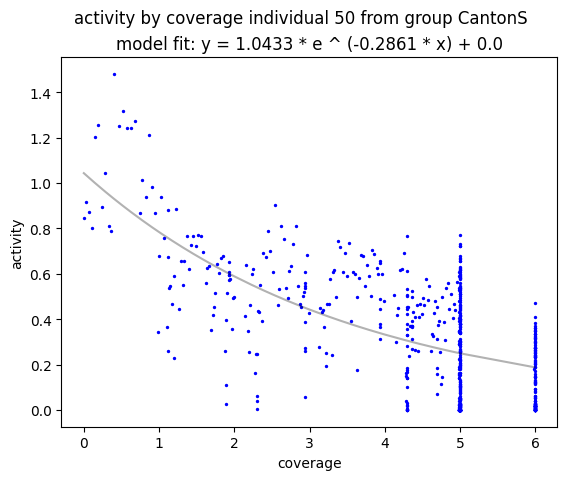 activity by coverage individual 50 from group CantonS
model fit: y = 1.0433 * e ^ (-0.2861 * x) + 0.0
1.4
1.2
1.0
0.8
0.6
0.4
0.2
0.0
activity
0 1 2 3 4 5 6
coverage